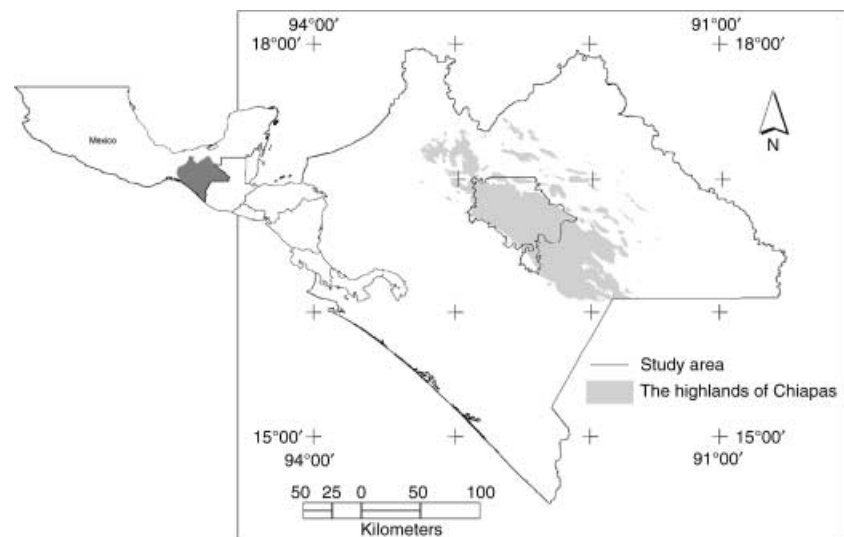 94°00′ 91°00′
18°00′ 18°00′
Mexico
N
Study area
The highlands of Chiapas
15°00′ 15°00′
94°00′ 91°00′
50 25 0 50 100
Kilometers